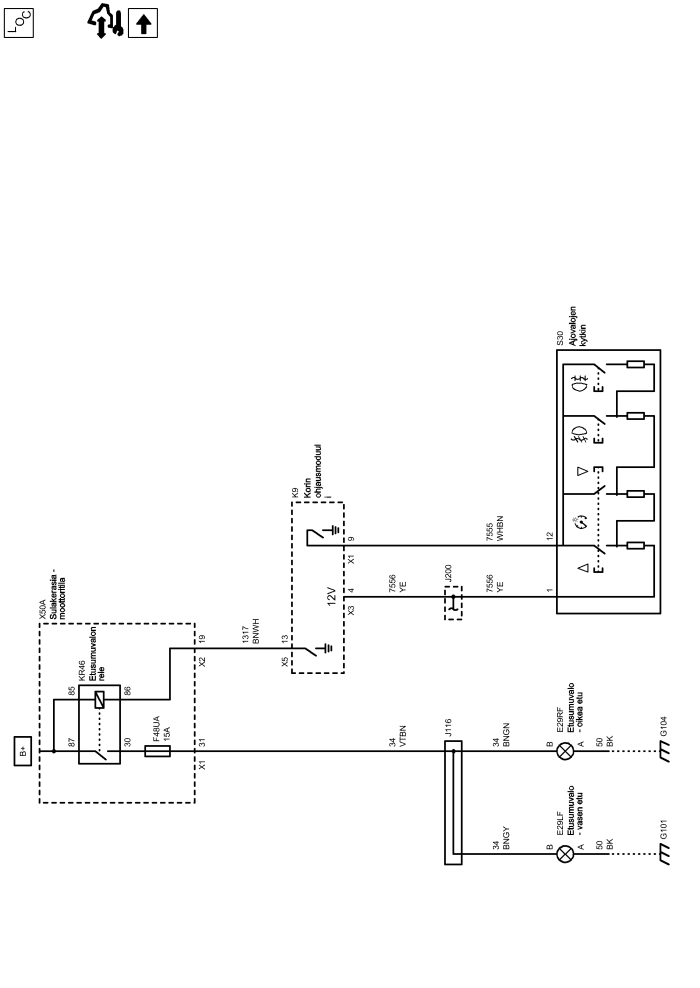 LOC
B+
X50A
Sulakerasia -
moottoritila
KR46
Etusumuvalon
rele
85
86
87
30
F48UA
15A
19
X2
31
X1
1317
BNWH
K9
Korin
ohjausmoduul
i
13
X5
12V
9
X1
4
X3
7555
WHBN
7556
YE
J200
7556
YE
12
1
S30
Ajovalojen
kytkin
34
VTBN
J116
34
BNGN
34
BNGY
B
E29RF
Etusumuvalo
- oikea etu
A
50
BK
G104
B
E29LF
Etusumuvalo
- vasen etu
A
50
BK
G101